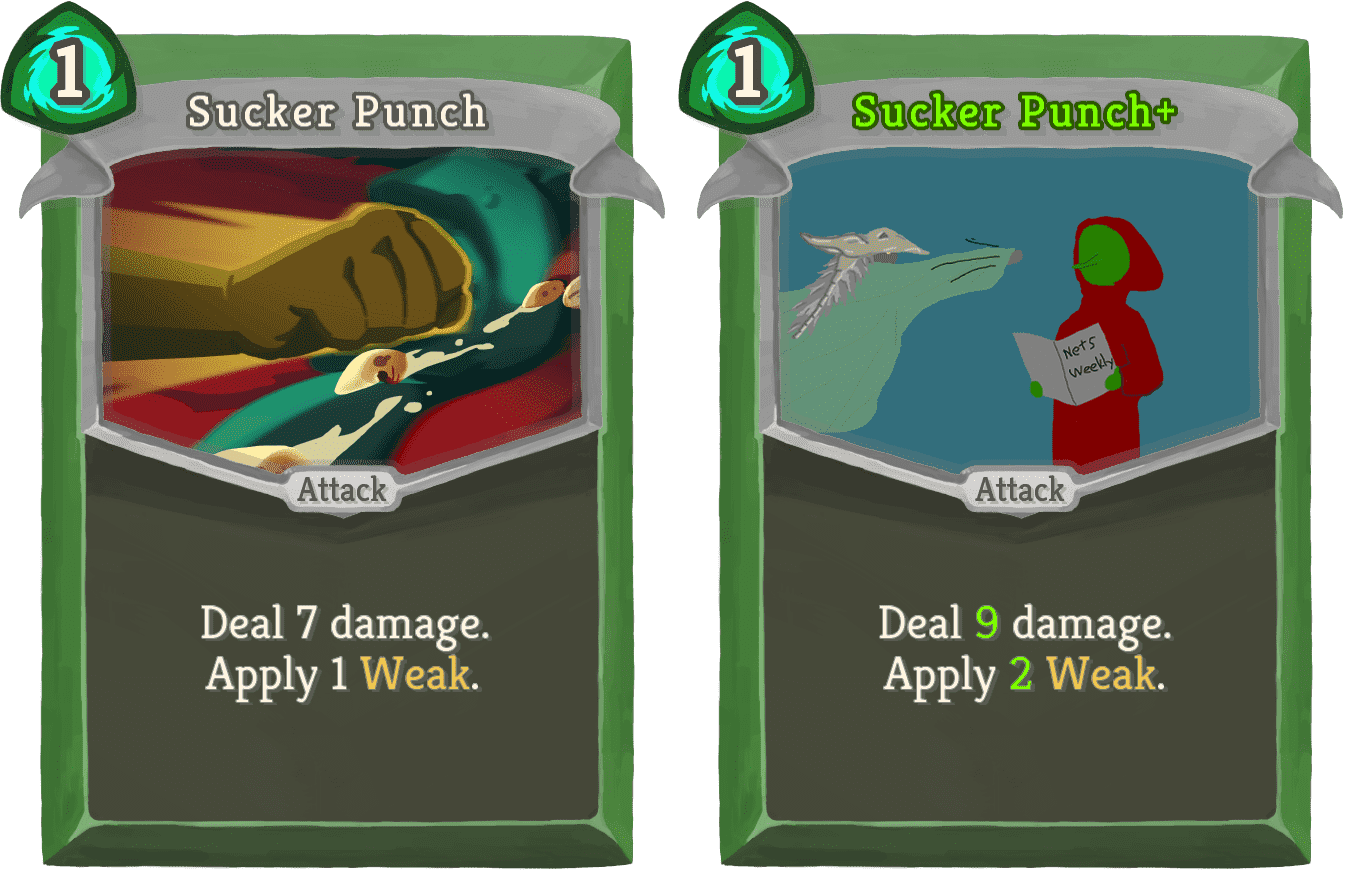 1
Sucker Punch
Attack
Deal 7 damage.
Apply 1 Weak.
1
Sucker Punch+
Nets
Weekly
Attack
Deal 9 damage.
Apply 2 Weak.